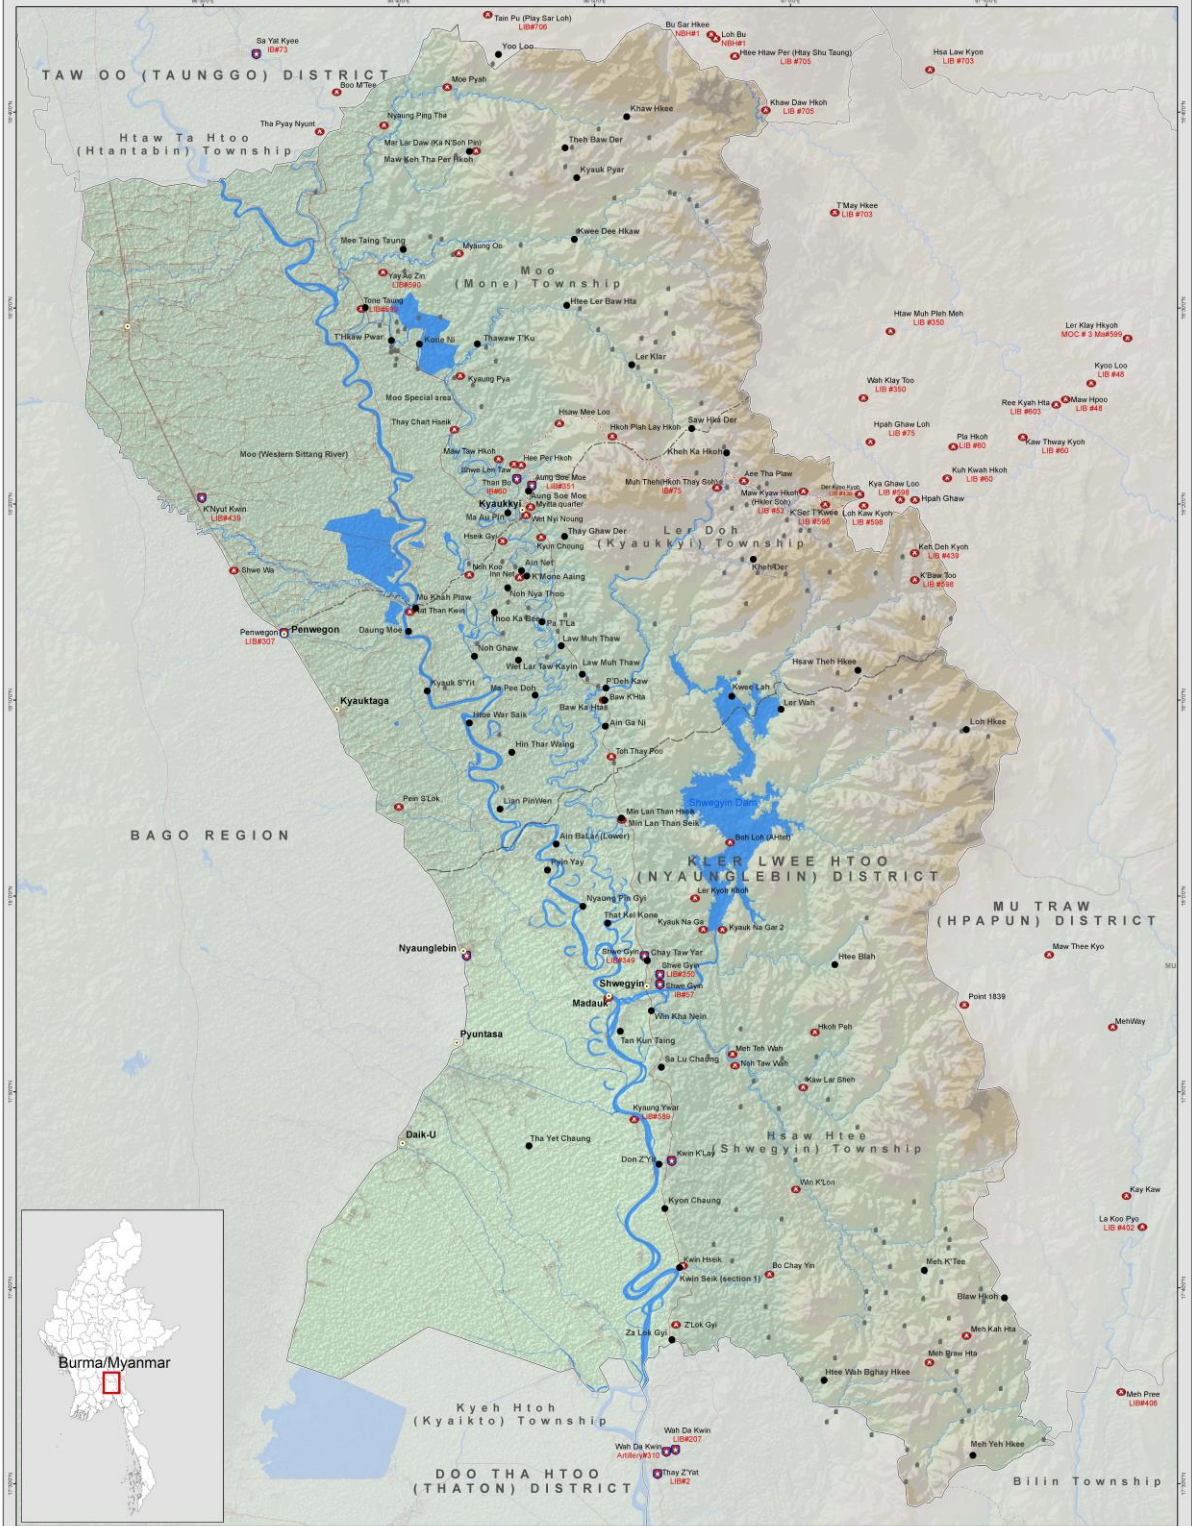 Tain Pu (Play Sar Loh)
LIB#706
Bu Sar Hkee
NBH#1
Loh Bu
NBH#1
Sa Yat Kyee
IB#73
Yoo Loo
Htee Htaw Per (Htay Shu Taung)
LIB #705
Hsa Law Kyon
LIB #703
TAW OO (TAUNGGO) DISTRICT
Boo M'Tee
Moe Pyah
Khaw Daw Hkoh
LIB #705
Khaw Hkee
Tha Pyay Nyunt
Nyaung Ping Tha
Htaw Ta Htoo
(Htantabin) Township
Mar Lar Daw (Ka N'Soh Pin)
Maw Keh Tha Per Hkoh
Theh Baw Der
Kyauk Pyar
T'May Hkee
LIB #703
Mee Taing Taung
Kwee Dee Hkaw
Myaung Oo
Moo
(Mone) Township
Yay Ao Zin
LIB#590
Tone Taung
LIB#599
Htee Ler Baw Hta
Htaw Muh Pleh Meh
LIB #350
Ler Klay Hkyoh
MOC # 3 Ma#599
T'Hkaw Pwar
Kone Ni
Thawaw T'Ku
Ler Klar
Kyaung Pya
Kyoo Loo
LIB #48
Wah Klay Too
LIB #350
Moo Special area
Ree Kyah Hta
LIB #603
Maw Hpoo
LIB #48
Thay Chart Hseik
Hsaw Mee Loo
Hkoh Plah Lay Hkoh
Saw Hka Der
Hpah Ghaw Loh
LIB #75
Pla Hkoh
LIB #60
Kaw Thway Kyoh
LIB #60
Moo (Western Sittang River)
Maw Taw Hkoh
Hee Per Hkoh
Kheh Ka Hkoh
Shwe Len Taw
Than Bo
IB#60
Aung Soe Moe
LIB#351
Muh Theh(Hkoh Thay Soh)
IB#75
Aee Tha Plaw
Kuh Kwah Hkoh
LIB #60
K'Nyut Kwin
LIB#439
Aung Soe Moe
Kyaukkyi
Myitta quarter
Ma Au Pin
Wet Nyi Noung
Maw Kyaw Hkoh
(Hkler Soh)
LIB #53
Kya Ghaw Loo
LIB #598
Hpah Ghaw
K'Ser T'Kwee
LIB #598
Loh Kaw Kyoh
LIB #598
Ler Doh
(Kyaukkyi) Township
Hseik Gyi
Kyun Choung
Thay Ghaw Der
Keh Deh Kyoh
LIB #439
Kheh Der
Shwe Wa
Noh Koo
Ain Net
Inn Net
K'Mone Aaing
K'Baw Too
LIB #598
Noh Nya Thoo
Mu Khah Plaw
Nat Than Kwin
Thoo Ka Bee
Pa T'La
Penwegon
LIB#307
Penwegon
Daung Moe
Law Muh Thaw
Noh Ghaw
Wet Lar Taw Kayin
Law Muh Thaw
Hsaw Theh Hkee
Kyauk S'Yit
Ma Pee Doh
P'Deh Kaw
Baw K'Hta
Baw Ka Htas
Kwee Lah
Ler Wah
Kyauktaga
Htoe War Saik
Ain Ga Ni
Loh Hkee
Hin Thar Waing
Toh Thay Poo
Pein S'Lok
Lian PinWen
Shwegyin Dam
Min Lan Than Hseik
Min Lan Than Seik
BAGO REGION
Ain BaLar (Lower)
Boh Loh (AHtet)
Pein Yay
KLER LWEE HTOO
(NYAUNGLEBIN) DISTRICT
Ler Kyoh Khoh
Nyaung Pin Gyi
That Kel Kone
MU TRAW
(HPAPUN) DISTRICT
Kyauk Na Ga
Kyauk Na Gar 2
Nyaunglebin
Shwe Gyin
LIB#349
Chay Taw Yar
Shwe Gyin
LIB#350
Htee Blah
Maw Thee Kyo
MU
Shwegyin
Shwe Gyin
IB#57
Madauk
Win Kha Nein
Point 1839
Pyuntasa
Tan Kun Taing
Hkoh Peh
MehWay
Sa Lu Chaung
Meh Teh Wah
Noh Taw Wah
Kaw Lar Sheh
Kyaung Ywar
LIB#589
Daik-U
Tha Yet Chaung
Hsaw Htee
(Shwegyin) Township
Don Z'Yit
Kwin K'Lay
Win K'Lon
Kay Kaw
Kyon Chaung
La Koo Pyo
LIB #402
Kwin Hseik
Kwin Seik (section 1)
Bo Chay Yin
Meh K'Tee
Blaw Hkoh
Z'Lok Gyi
Za Lok Gyi
Meh Kah Hta
Meh Praw Hta
Burma/Myanmar
Htee Wah Bghay Hkee
Meh Pree
LIB#406
Kyeh Htoh
(Kyaikto) Township
Wah Da Kwin
LIB#207
Wah Da Kwin
Artillery#310
Meh Yeh Hkee
DOO THA HTOO
(THATON) DISTRICT
Thay Z'Yat
LIB#2
Bilin Township